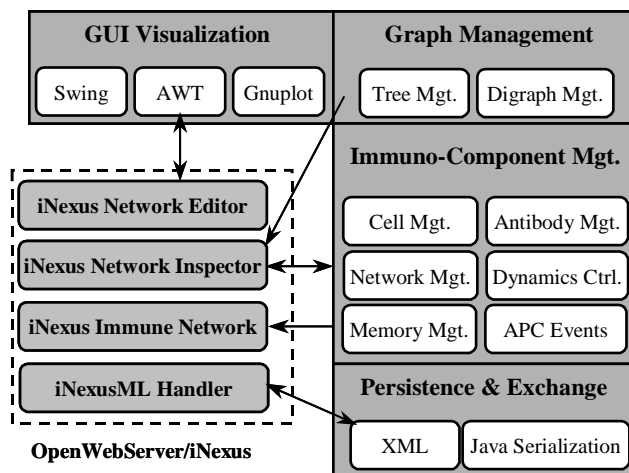 GUI Visualization
Swing
AWT
Gnuplot
Graph Management
Tree Mgt.
Digraph Mgt.
Immuno-Component Mgt.
Cell Mgt.
Antibody Mgt.
Network Mgt.
Dynamics Ctrl.
Memory Mgt.
APC Events
iNexus Network Editor
iNexus Network Inspector
iNexus Immune Network
iNexusML Handler
OpenWebServer/iNexus
Persistence & Exchange
XML
Java Serialization